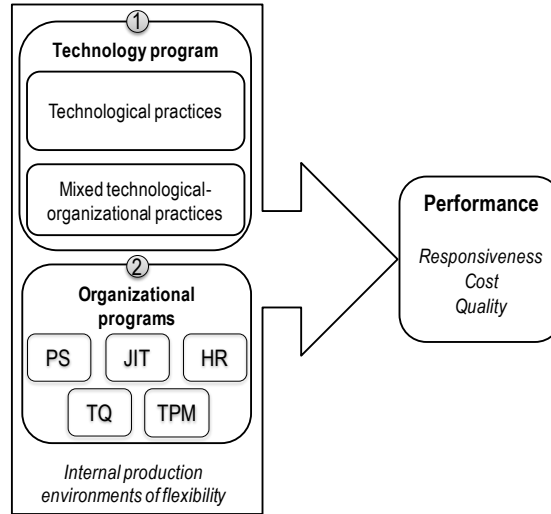 1
Technology program
Technological practices
Mixed technological-
organizational practices
2
Organizational
programs
PS
JIT
HR
TQ
TPM
Internal production
environments of flexibility
Performance
Responsiveness
Cost
Quality